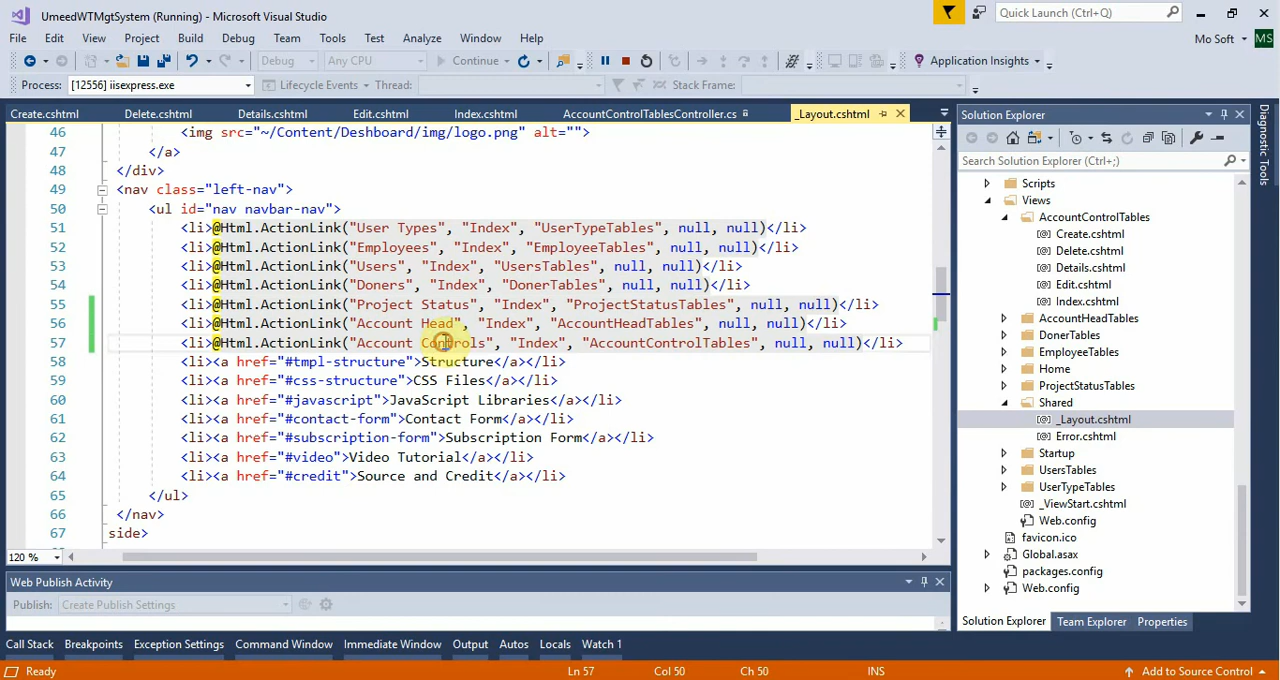 UmeedWTMgtSystem (Running) - Microsoft Visual Studio
Quick Launch (Ctrl+Q)
File Edit View Project Build Debug Team Tools Test Analyze Window Help
Mo Soft MS
Debug Any CPU Continue Application Insights
Process: [12556] iisexpress.exe Lifecycle Events Thread: Stack Frame:
Create.cshtml Delete.cshtml Details.cshtml Edit.cshtml Index.cshtml AccountControlTablesController.cs _Layout.cshtml
46 <img src="~/Content/Deshboard/img/logo.png" alt="">
47 </a>
48 </div>
49 <nav class="left-nav">
50 <ul id="nav navbar-nav">
51 <li>@Html.ActionLink("User Types", "Index", "UserTypeTables", null, null)</li>
52 <li>@Html.ActionLink("Employees", "Index", "EmployeeTables", null, null)</li>
53 <li>@Html.ActionLink("Users", "Index", "UsersTables", null, null)</li>
54 <li>@Html.ActionLink("Doners", "Index", "DonerTables", null, null)</li>
55 <li>@Html.ActionLink("Project Status", "Index", "ProjectStatusTables", null, null)</li>
56 <li>@Html.ActionLink("Account Head", "Index", "AccountHeadTables", null, null)</li>
57 <li>@Html.ActionLink("Account Controls", "Index", "AccountControlTables", null, null)</li>
58 <li><a href="#tmpl-structure">Structure</a></li>
59 <li><a href="#css-structure">CSS Files</a></li>
60 <li><a href="#javascript">JavaScript Libraries</a></li>
61 <li><a href="#contact-form">Contact Form</a></li>
62 <li><a href="#subscription-form">Subscription Form</a></li>
63 <li><a href="#video">Video Tutorial</a></li>
64 <li><a href="#credit">Source and Credit</a></li>
65 </ul>
66 </nav>
67 side>
120 %
Solution Explorer
Search Solution Explorer (Ctrl+;)
Scripts
Views
AccountControlTables
Create.cshtml
Delete.cshtml
Details.cshtml
Edit.cshtml
Index.cshtml
AccountHeadTables
DonerTables
EmployeeTables
Home
ProjectStatusTables
Shared
_Layout.cshtml
Error.cshtml
Startup
UsersTables
UserTypeTables
_ViewStart.cshtml
Web.config
favicon.ico
Global.asax
packages.config
Web.config
Solution Explorer Team Explorer Properties
Diagnostic Tools
Web Publish Activity
Publish: Create Publish Settings
Call Stack Breakpoints Exception Settings Command Window Immediate Window Output Autos Locals Watch 1
Ready Ln 57 Col 50 Ch 50 INS Add to Source Control